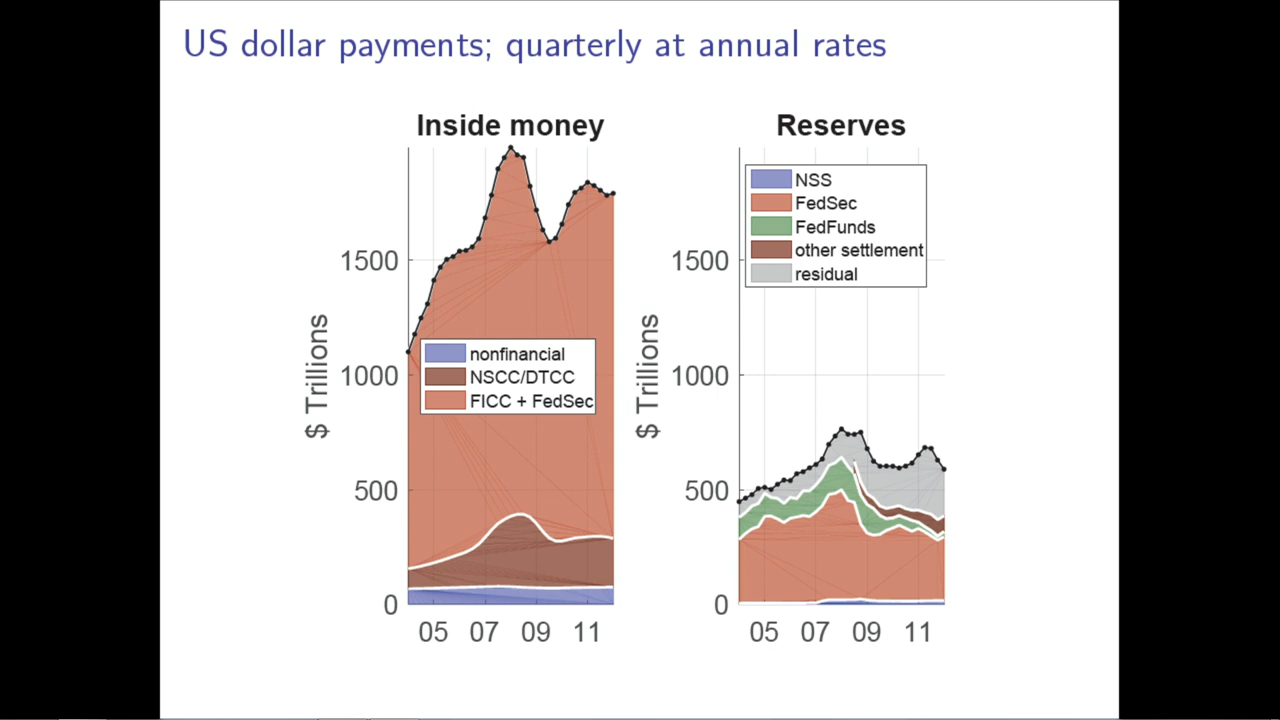 US dollar payments; quarterly at annual rates
Inside money
$ Trillions
1500
1000
500
0
nonfinancial
NSCC/DTCC
FICC + FedSec
05 07 09 11
Reserves
$ Trillions
1500
1000
500
0
NSS
FedSec
FedFunds
other settlement
residual
05 07 09 11